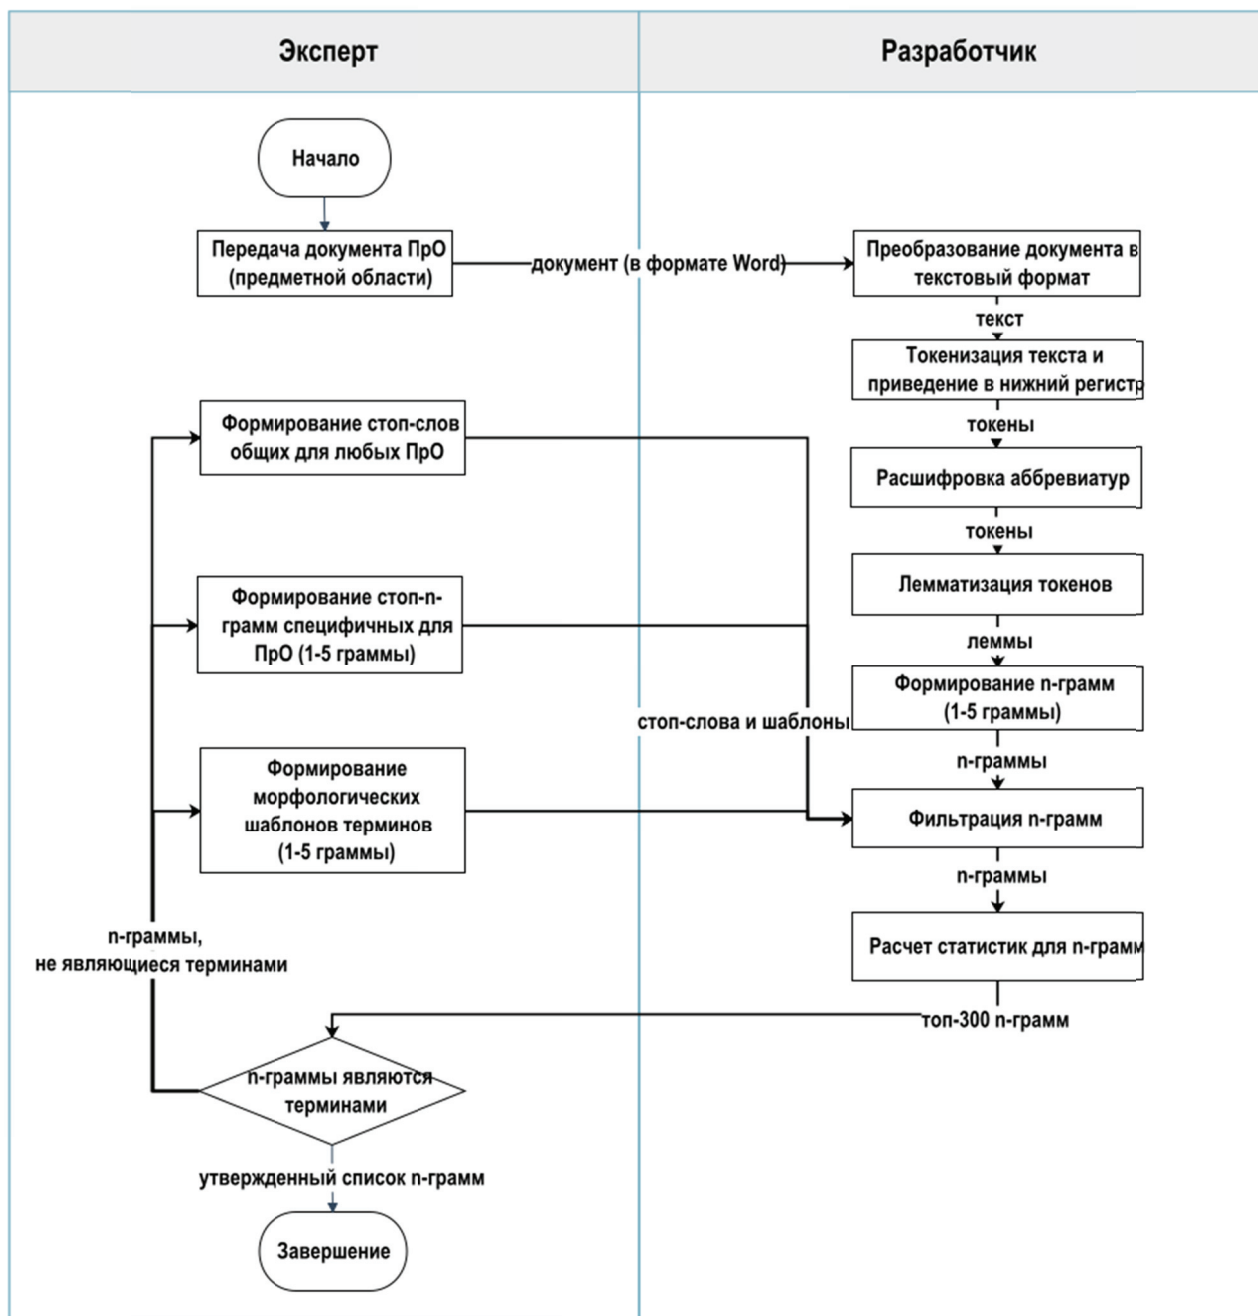 Эксперт
Разработчик
Начало
Передача документа ПрО
(предметной области)
документ (в формате Word)
Преобразование документа в
текстовый формат
текст
Токенизация текста и
приведение в нижний регистр
токены
Формирование стоп-слов
общих для любых ПрО
Расшифровка аббревиатур
токены
Лемматизация токенов
леммы
Формирование стоп-n-
грамм специфичных для
ПрО (1-5 граммы)
Формирование n-грамм
(1-5 граммы)
стоп-слова и шаблоны
n-граммы
Формирование
морфологических
шаблонов терминов
(1-5 граммы)
Фильтрация n-грамм
n-граммы
Расчет статистик для n-грамм
n-граммы,
не являющиеся терминами
топ-300 n-грамм
n-граммы являются
терминами
утвержденный список n-грамм
Завершение